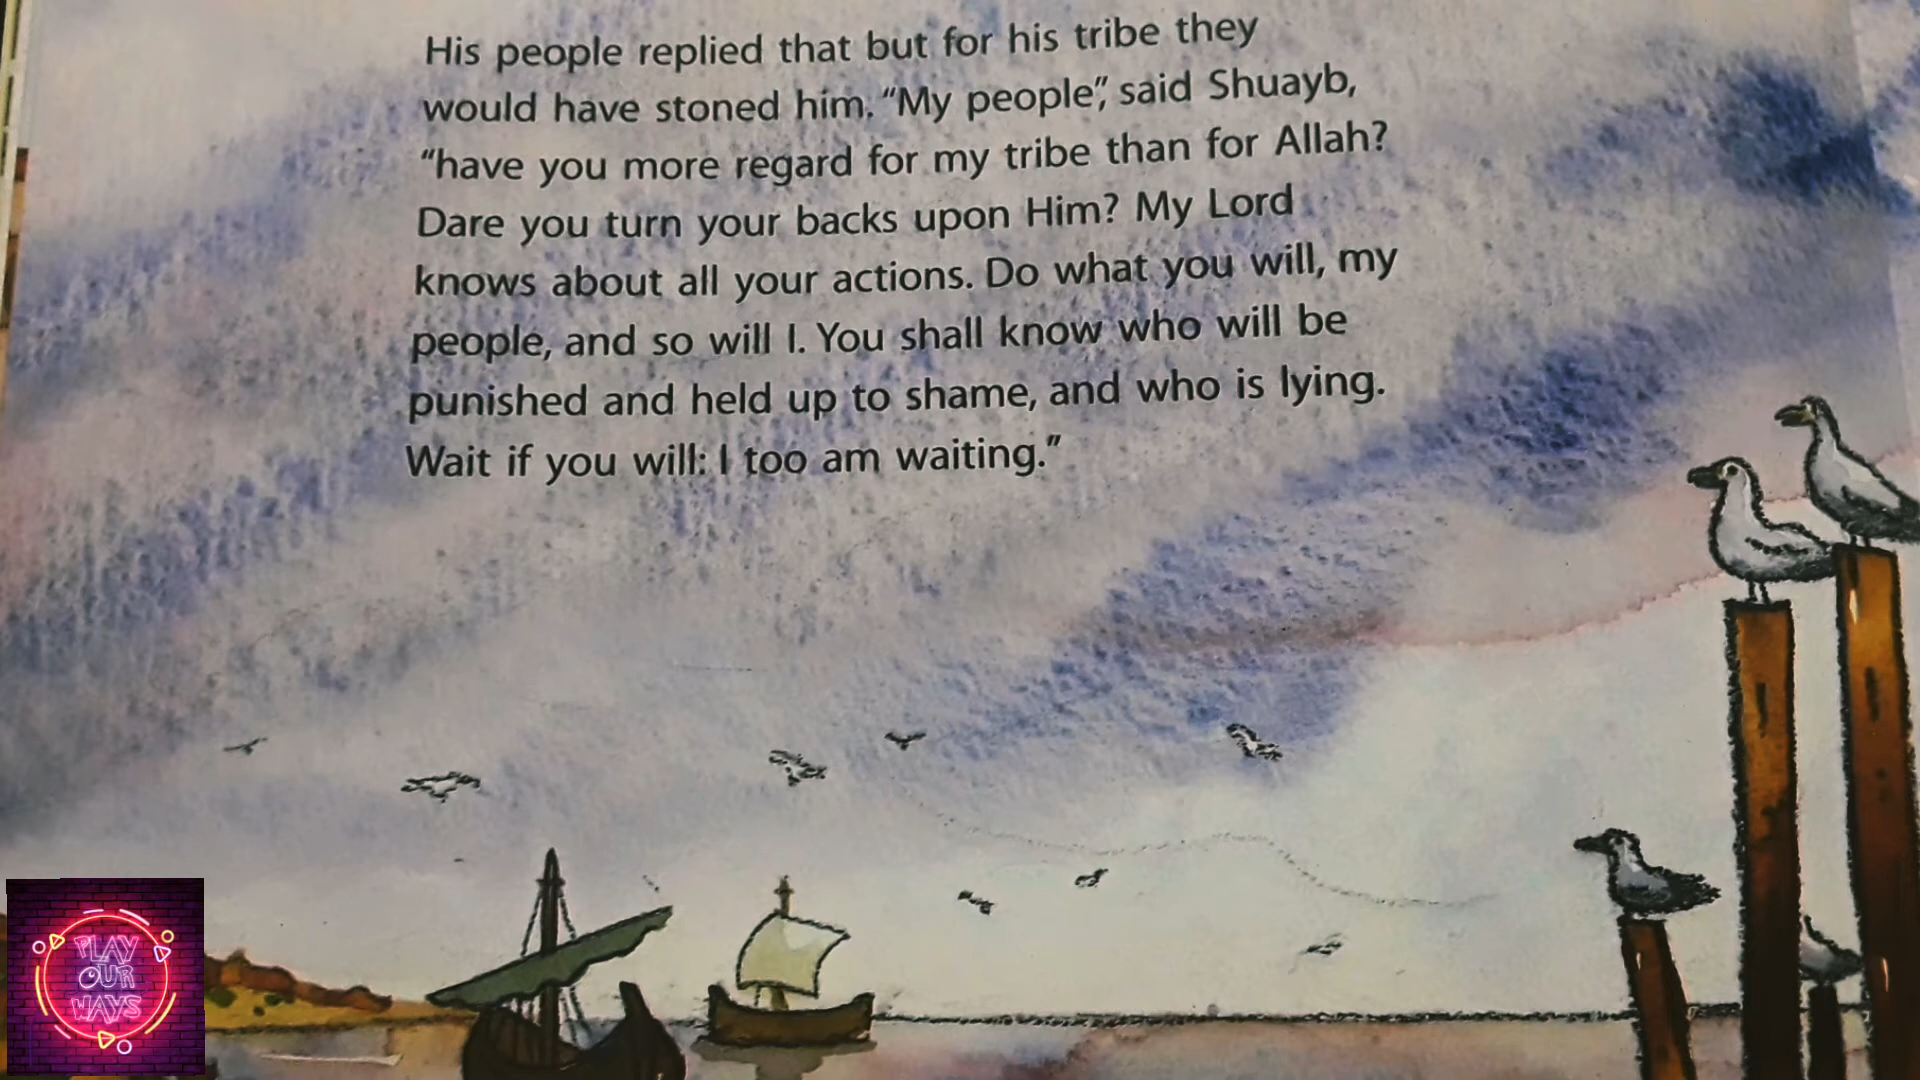 His people replied that but for his tribe they
would have stoned him. “My people”, said Shuayb,
“have you more regard for my tribe than for Allah?
Dare you turn your backs upon Him? My Lord
knows about all your actions. Do what you will, my
people, and so will I. You shall know who will be
punished and held up to shame, and who is lying.
Wait if you will: I too am waiting.”
PLAY
OUR
WAYS